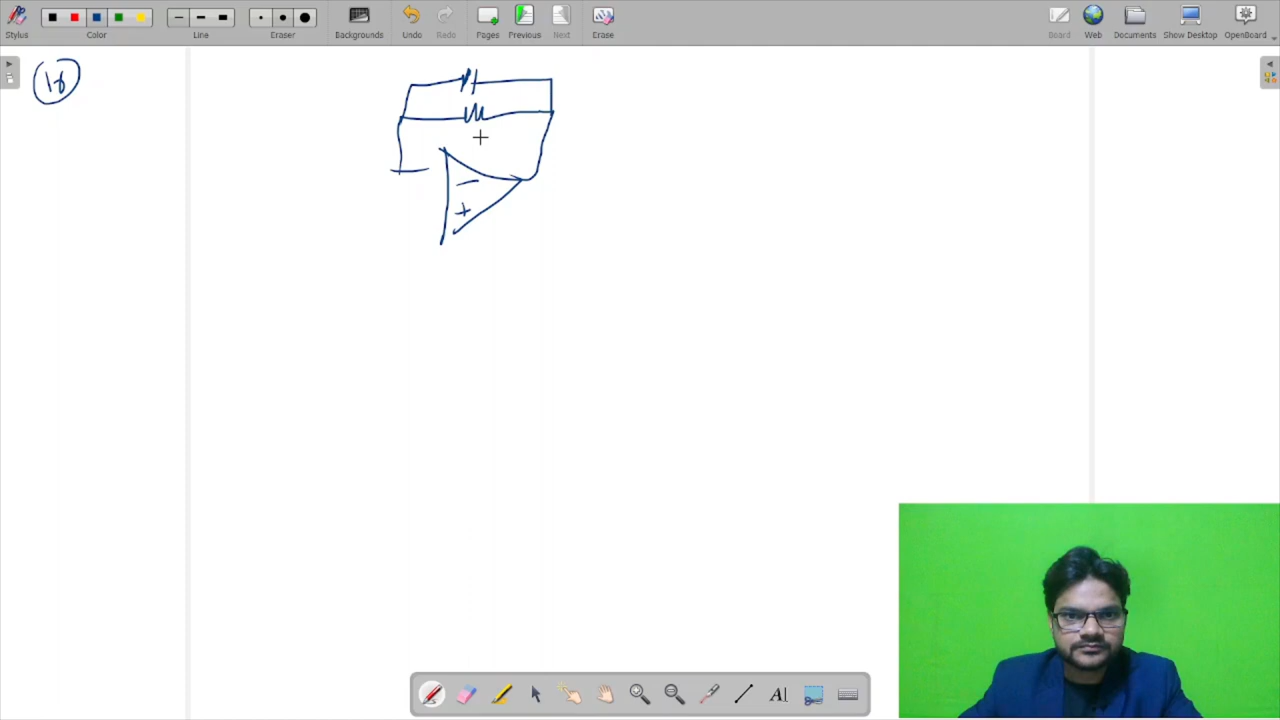 Stylus Color Line Eraser Backgrounds Undo Redo Pages Previous Next Erase Board Web Documents Show Desktop OpenBoard
16
−
+